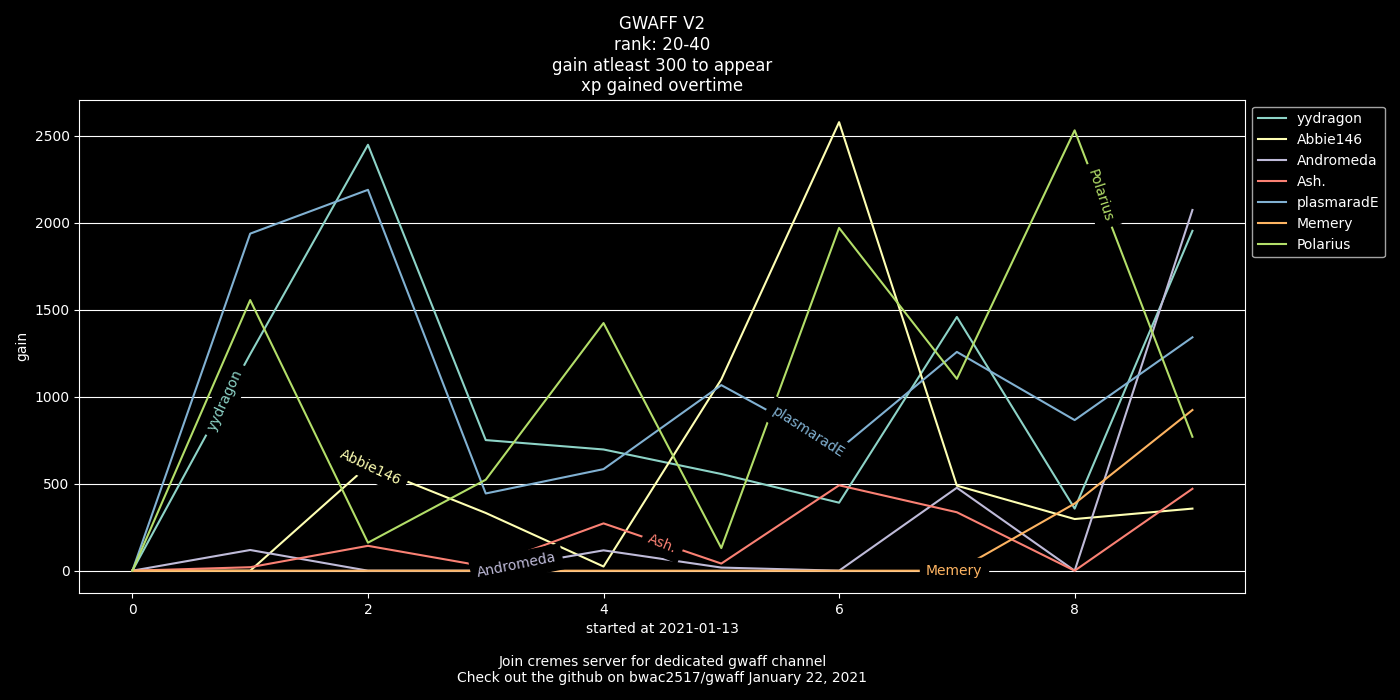 GWAFF V2
rank: 20-40
gain atleast 300 to appear
xp gained overtime
yydragon
Abbie146
Andromeda
Ash.
plasmaradE
Memery
Polarius
gain
2500
2000
1500
1000
500
0
yydragon
Abbie146
Andromeda
Ash.
plasmaradE
Memery
Polarius
0 2 4 6 8
started at 2021-01-13
Join cremes server for dedicated gwaff channel
Check out the github on bwac2517/gwaff January 22, 2021